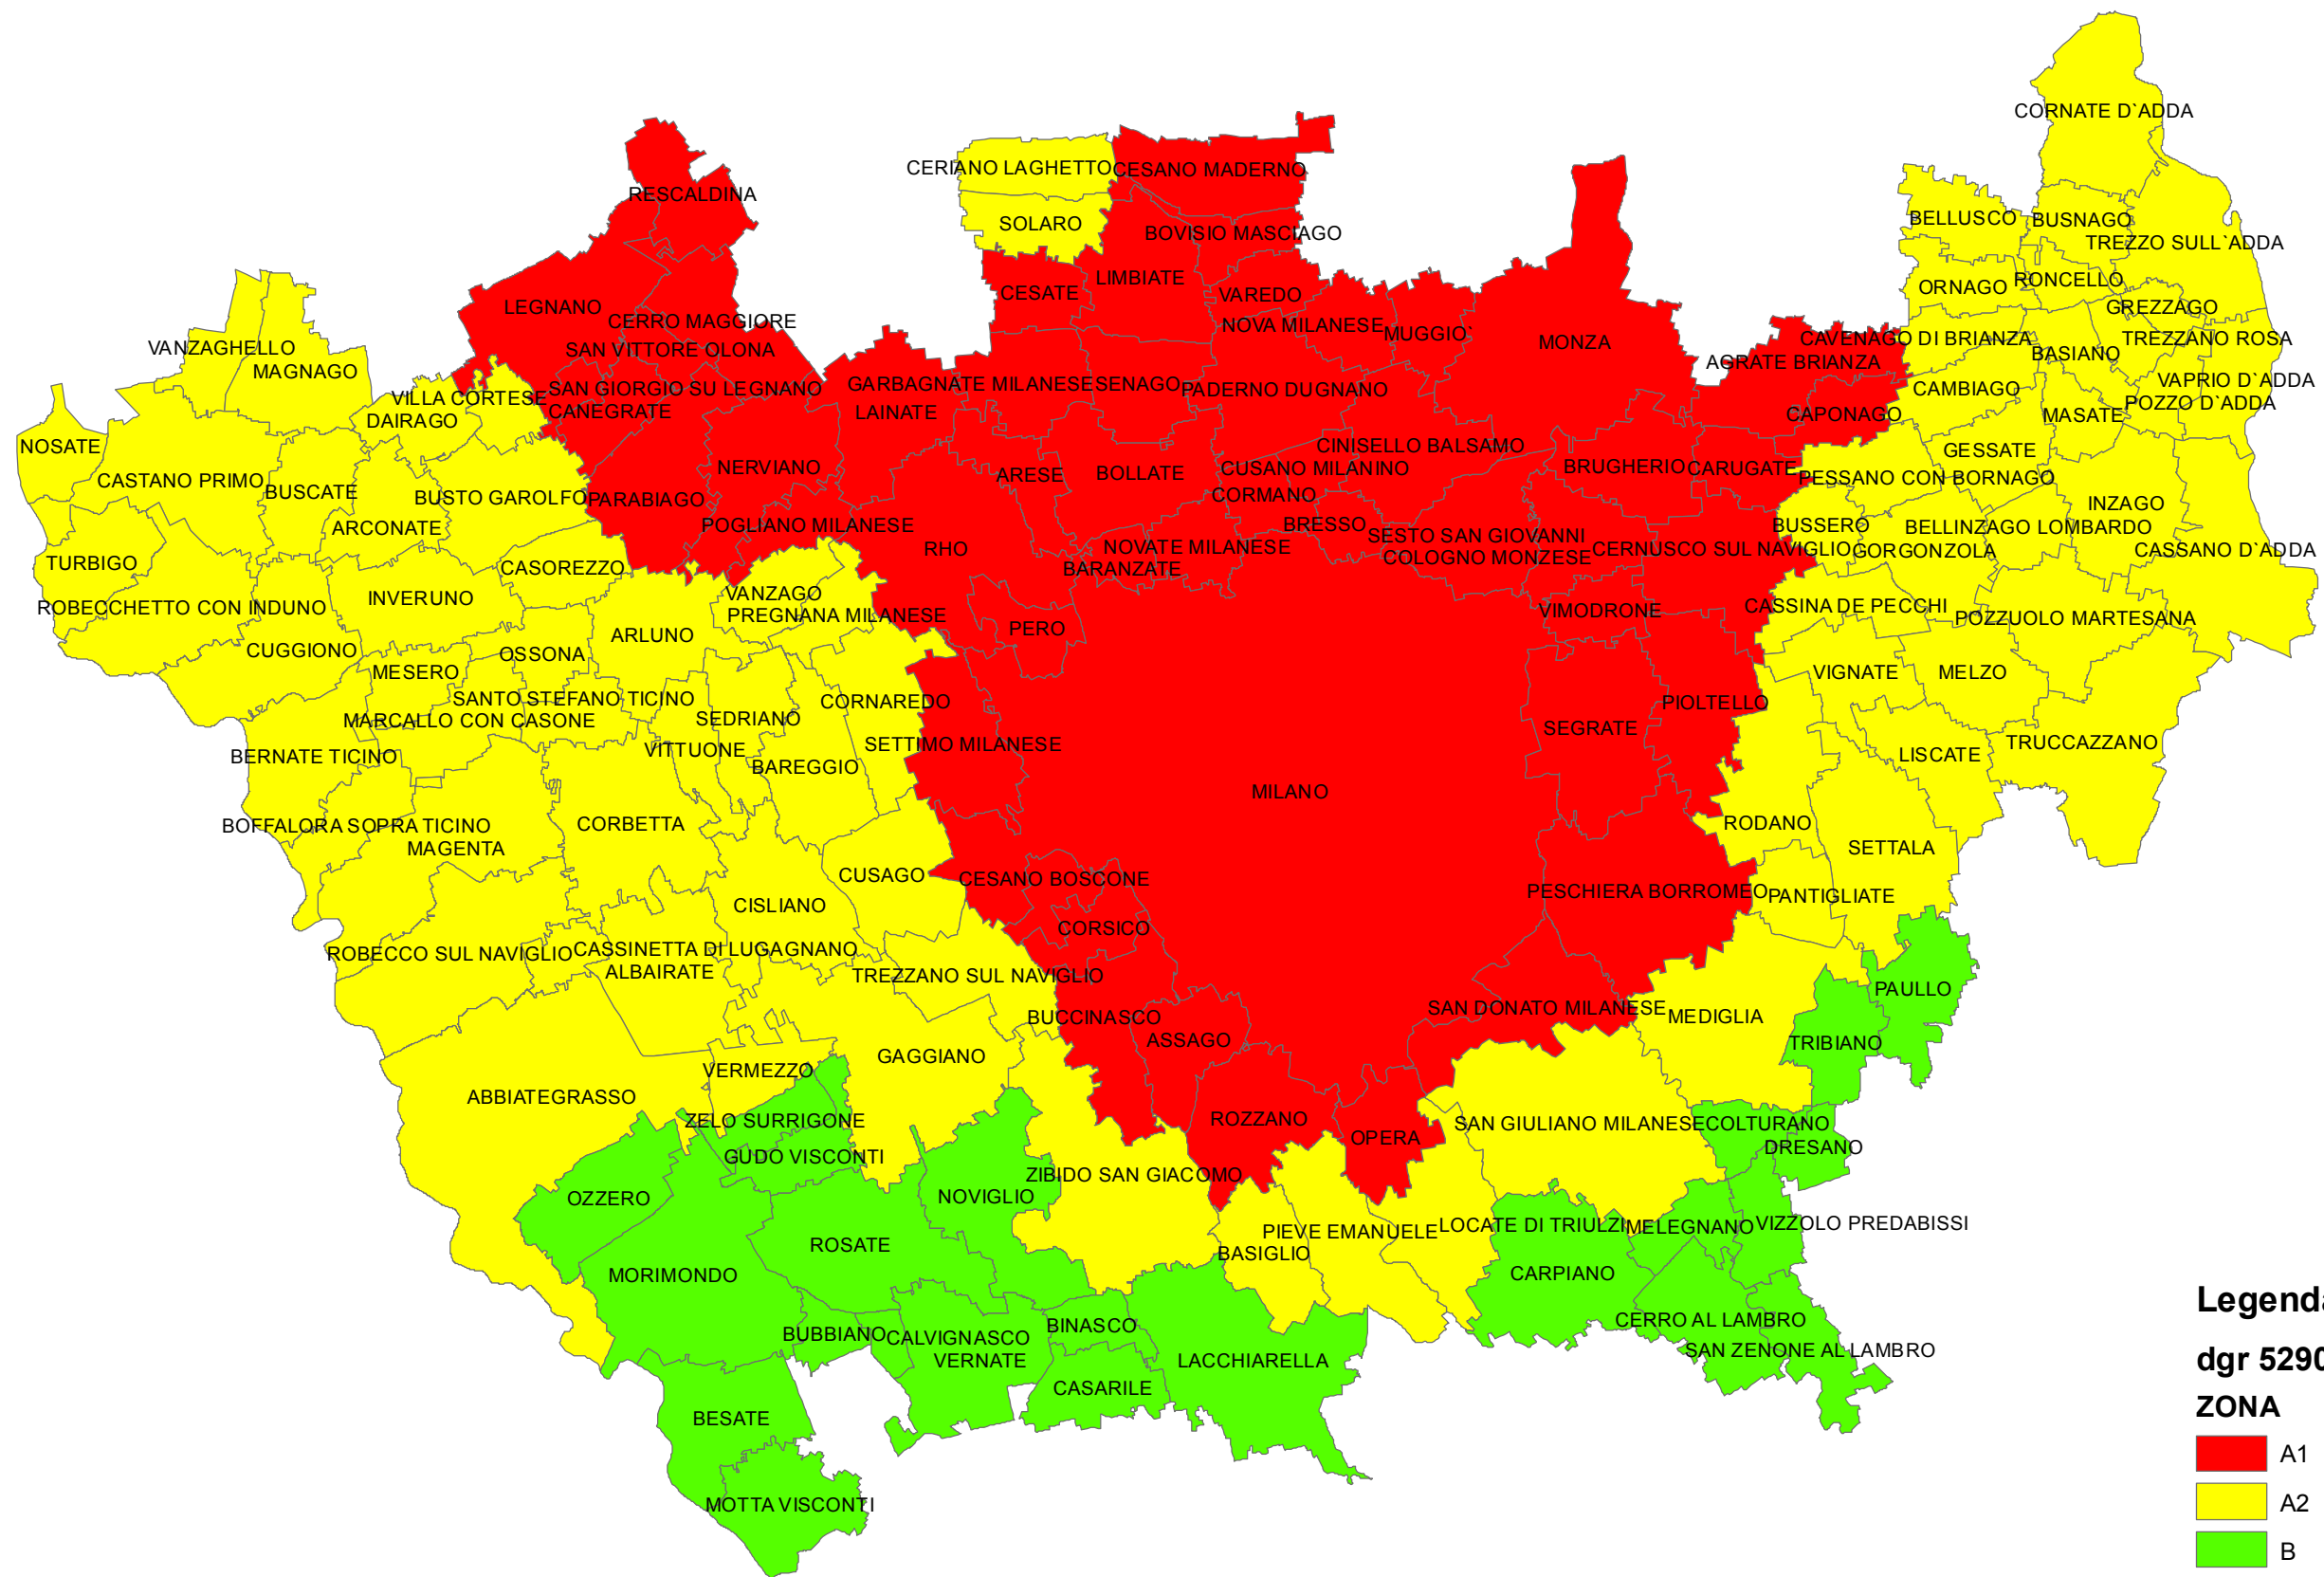 CORNATE D`ADDA
CERIANO LAGHETTO
CESANO MADERNO
RESCALDINA
BELLUSCO
BUSNAGO
SOLARO
BOVISIO MASCIAGO
TREZZO SULL`ADDA
LIMBIATE
CESATE
VAREDO
ORNAGO
RONCELLO
LEGNANO
GREZZAGO
CERRO MAGGIORE
NOVA MILANESE
MUGGIO`
MONZA
CAVENAGO DI BRIANZA
TREZZANO ROSA
VANZAGHELLO
SAN VITTORE OLONA
BASIANO
MAGNAGO
AGRATE BRIANZA
VAPRIO D`ADDA
GARBAGNATE MILANESE
SENAGO
PADERNO DUGNANO
SAN GIORGIO SU LEGNANO
CAMBIAGO
VILLA CORTESE
POZZO D`ADDA
CANEGRATE
LAINATE
CAPONAGO
MASATE
DAIRAGO
NOSATE
CINISELLO BALSAMO
GESSATE
NERVIANO
ARESE
BOLLATE
CUSANO MILANINO
BRUGHERIO
CARUGATE
PESSANO CON BORNAGO
CASTANO PRIMO
BUSCATE
BUSTO GAROLFO
PARABIAGO
CORMANO
INZAGO
ARCONATE
POGLIANO MILANESE
BRESSO
BUSSERO
BELLINZAGO LOMBARDO
SESTO SAN GIOVANNI
RHO
NOVATE MILANESE
COLOGNO MONZESE
CERNUSCO SUL NAVIGLIO
GORGONZOLA
CASSANO D`ADDA
TURBIGO
CASOREZZO
BARANZATE
VANZAGO
INVERUNO
ROBECCHETTO CON INDUNO
PREGNANA MILANESE
VIMODRONE
CASSINA DE PECCHI
POZZUOLO MARTESANA
ARLUNO
PERO
CUGGIONO
OSSONA
MESERO
VIGNATE
MELZO
SANTO STEFANO TICINO
CORNAREDO
PIOLTELLO
MARCALLO CON CASONE
SEDRIANO
SEGRATE
SETTIMO MILANESE
TRUCCAZZANO
VITTUONE
BERNATE TICINO
LISCATE
BAREGGIO
MILANO
BOFFALORA SOPRA TICINO
CORBETTA
RODANO
MAGENTA
SETTALA
CUSAGO
CESANO BOSCONE
PESCHIERA BORROMEO
PANTIGLIATE
CISLIANO
CORSICO
ROBECCO SUL NAVIGLIO
CASSINETTA DI LUGAGNANO
ALBAIRATE
TREZZANO SUL NAVIGLIO
PAULLO
SAN DONATO MILANESE
MEDIGLIA
BUCCINASCO
ASSAGO
TRIBIANO
GAGGIANO
VERMEZZO
ABBIATEGRASSO
ZELO SURRIGONE
ROZZANO
OPERA
SAN GIULIANO MILANESE
COLTURANO
DRESANO
GUDO VISCONTI
ZIBIDO SAN GIACOMO
OZZERO
NOVIGLIO
PIEVE EMANUELE
LOCATE DI TRIULZI
MELEGNANO
VIZZOLO PREDABISSI
ROSATE
BASIGLIO
MORIMONDO
CARPIANO
Legenda
BINASCO
CERRO AL LAMBRO
BUBBIANO
CALVIGNASCO
VERNATE
LACCHIARELLA
SAN ZENONE AL LAMBRO
dgr 5290
CASARILE
ZONA
BESATE
A1
MOTTA VISCONTI
A2
B